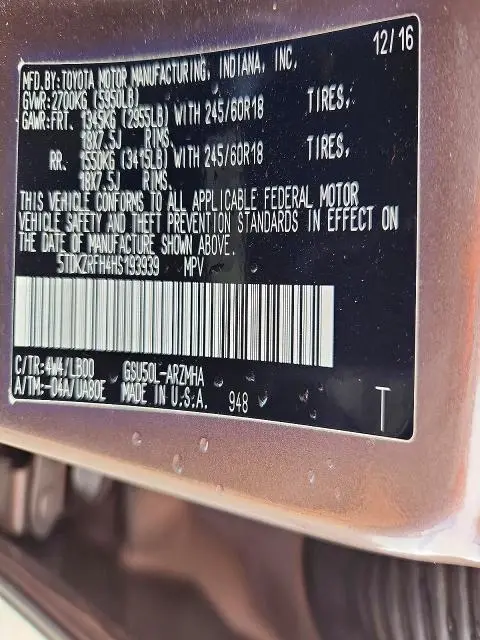 12/16
MFD.BY:TOYOTA MOTOR MANUFACTURING, INDIANA, INC.
GVWR:2700KG (5950LB)
GAWR:FRT. 1345KG (2955LB) WITH 245/60R18 TIRES,
18X7.5J RIMS.
RR. 1550KG (3415LB) WITH 245/60R18 TIRES,
18X7.5J RIMS.
THIS VEHICLE CONFORMS TO ALL APPLICABLE FEDERAL MOTOR
VEHICLE SAFETY AND THEFT PREVENTION STANDARDS IN EFFECT ON
THE DATE OF MANUFACTURE SHOWN ABOVE.
5TDKZRFH4HS193939 MPV
C/TR:4W4/LB00 GSU50L-ARZMHA
A/TM:-04A/UA80E MADE IN U.S.A. 948 T